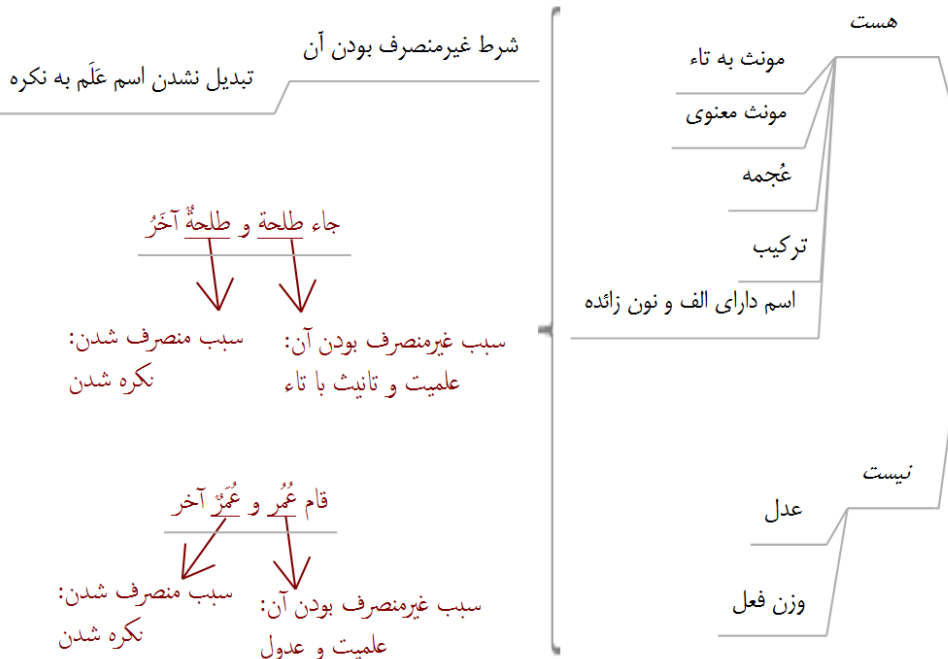 هست
مونث به تاء
مونث معنوی
عُجمه
ترکیب
اسم دارای الف و نون زائده
نیست
عدل
وزن فعل
شرط غیرمنصرف بودن آن
تبدیل نشدن اسم عَلَم به نکره
جاء طلحة و طلحةٌ آخَرُ
سبب غیرمنصرف بودن آن:
علمیت و تانیث با تاء
سبب منصرف شدن:
نکره شدن
قام عُمَُر و عُمَرٌ آخر
سبب غیرمنصرف بودن آن:
علمیت و عدول
سبب منصرف شدن:
نکره شدن